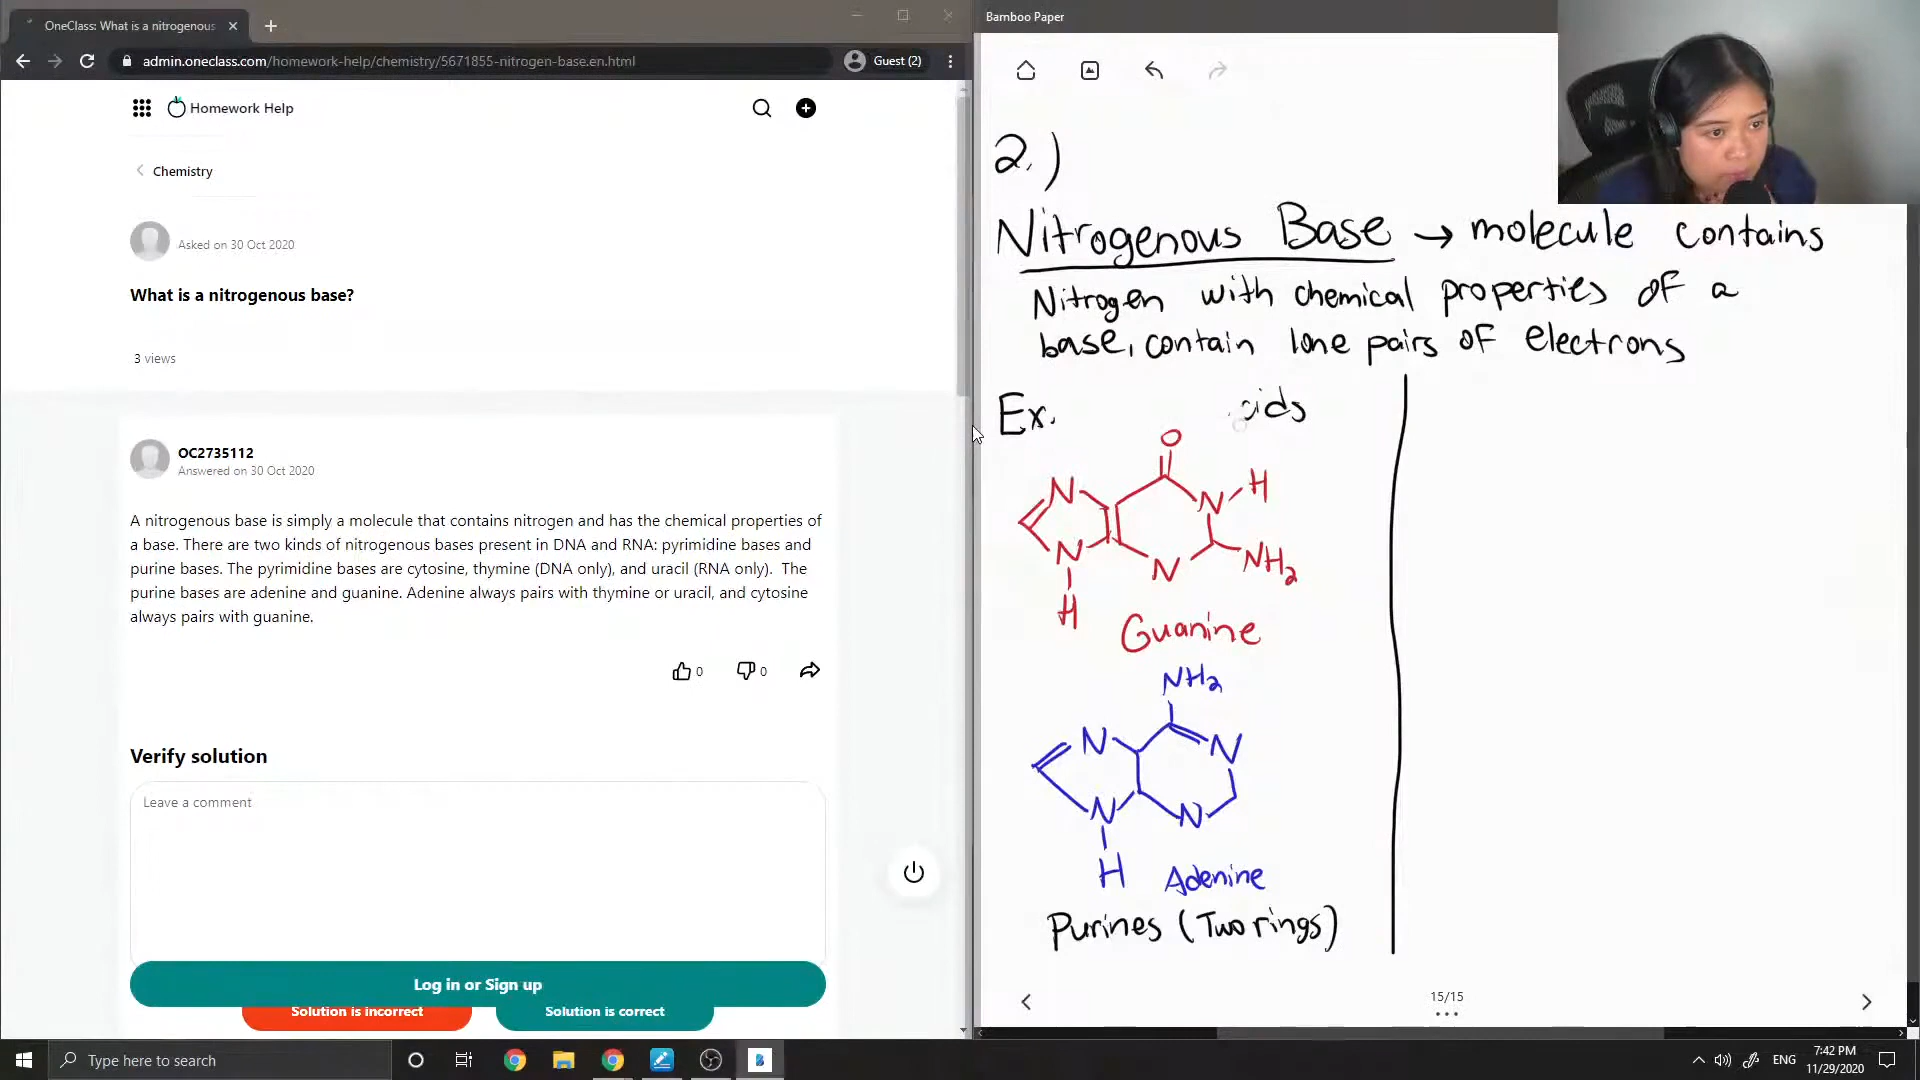 OneClass: What is a nitrogenous
admin.oneclass.com/homework-help/chemistry/5671855-nitrogen-base.en.html
Guest (2)
Homework Help
Chemistry
Asked on 30 Oct 2020
What is a nitrogenous base?
3 views
OC2735112
Answered on 30 Oct 2020
A nitrogenous base is simply a molecule that contains nitrogen and has the chemical properties of
a base. There are two kinds of nitrogenous bases present in DNA and RNA: pyrimidine bases and
purine bases. The pyrimidine bases are cytosine, thymine (DNA only), and uracil (RNA only).  The
purine bases are adenine and guanine. Adenine always pairs with thymine or uracil, and cytosine
always pairs with guanine.
0
0
Verify solution
Leave a comment
Log in or Sign up
Solution is incorrect
Solution is correct
Bamboo Paper
2.)
Nitrogenous Base → molecule contains
Nitrogen with chemical properties of a
base, contain lone pairs of electrons
Ex.
O
N
N
H
N
N
NH2
H
Guanine
NH2
N
N
N
N
H
Adenine
Purines (Two rings)
15/15
Type here to search
ENG
7:42 PM
11/29/2020